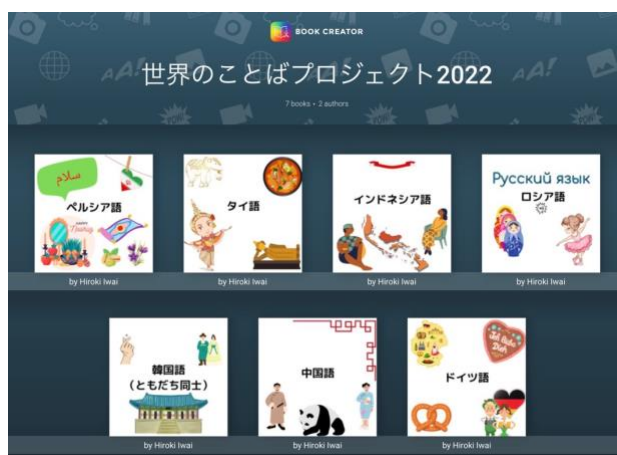 BOOK CREATOR
世界のことばプロジェクト2022
7 books • 2 authors
سلام
ペルシア語
by Hiroki Iwai
タイ語
by Hiroki Iwai
インドネシア語
by Hiroki Iwai
Русский язык
ロシア語
by Hiroki Iwai
韓国語
(ともだち同士)
by Hiroki Iwai
中国語
by Hiroki Iwai
ドイツ語
by Hiroki Iwai